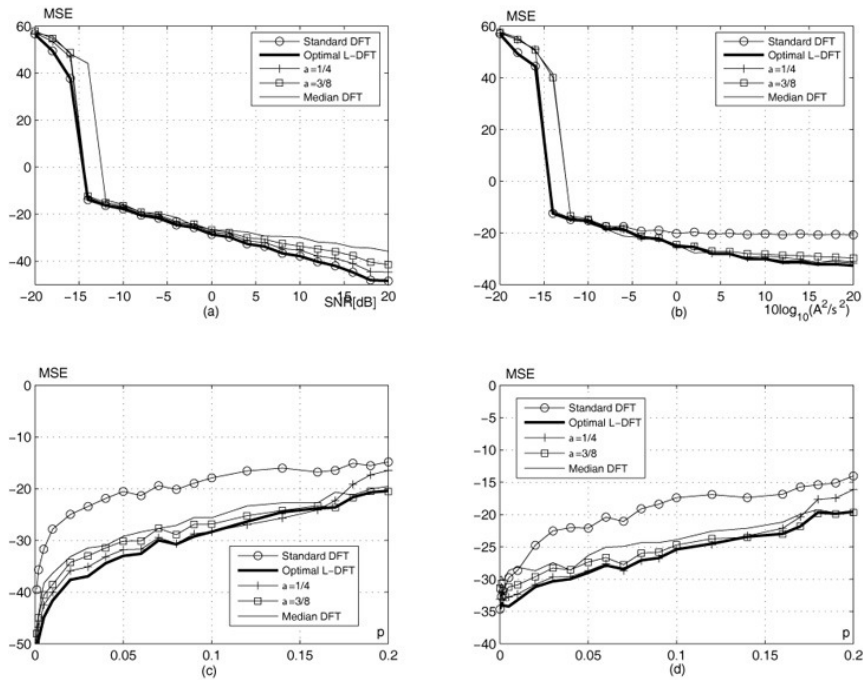 MSE
60
40
20
0
−20
−40
−20
−15
−10
−5
0
5
10
15
20
SNR[dB]
(a)
Standard DFT
Optimal L−DFT
a=1/4
a=3/8
Median DFT
MSE
60
40
20
0
−20
−40
−20
−15
−10
−5
0
5
10
15
20
10log10(A2/s2)
(b)
Standard DFT
Optimal L−DFT
a=1/4
a=3/8
Median DFT
MSE
0
−10
−20
−30
−40
−50
0
0.05
0.1
0.15
0.2
p
(c)
Standard DFT
Optimal L−DFT
a=1/4
a=3/8
Median DFT
MSE
0
−5
−10
−15
−20
−25
−30
−35
−40
0
0.05
0.1
0.15
0.2
p
(d)
Standard DFT
Optimal L−DFT
a=1/4
a=3/8
Median DFT